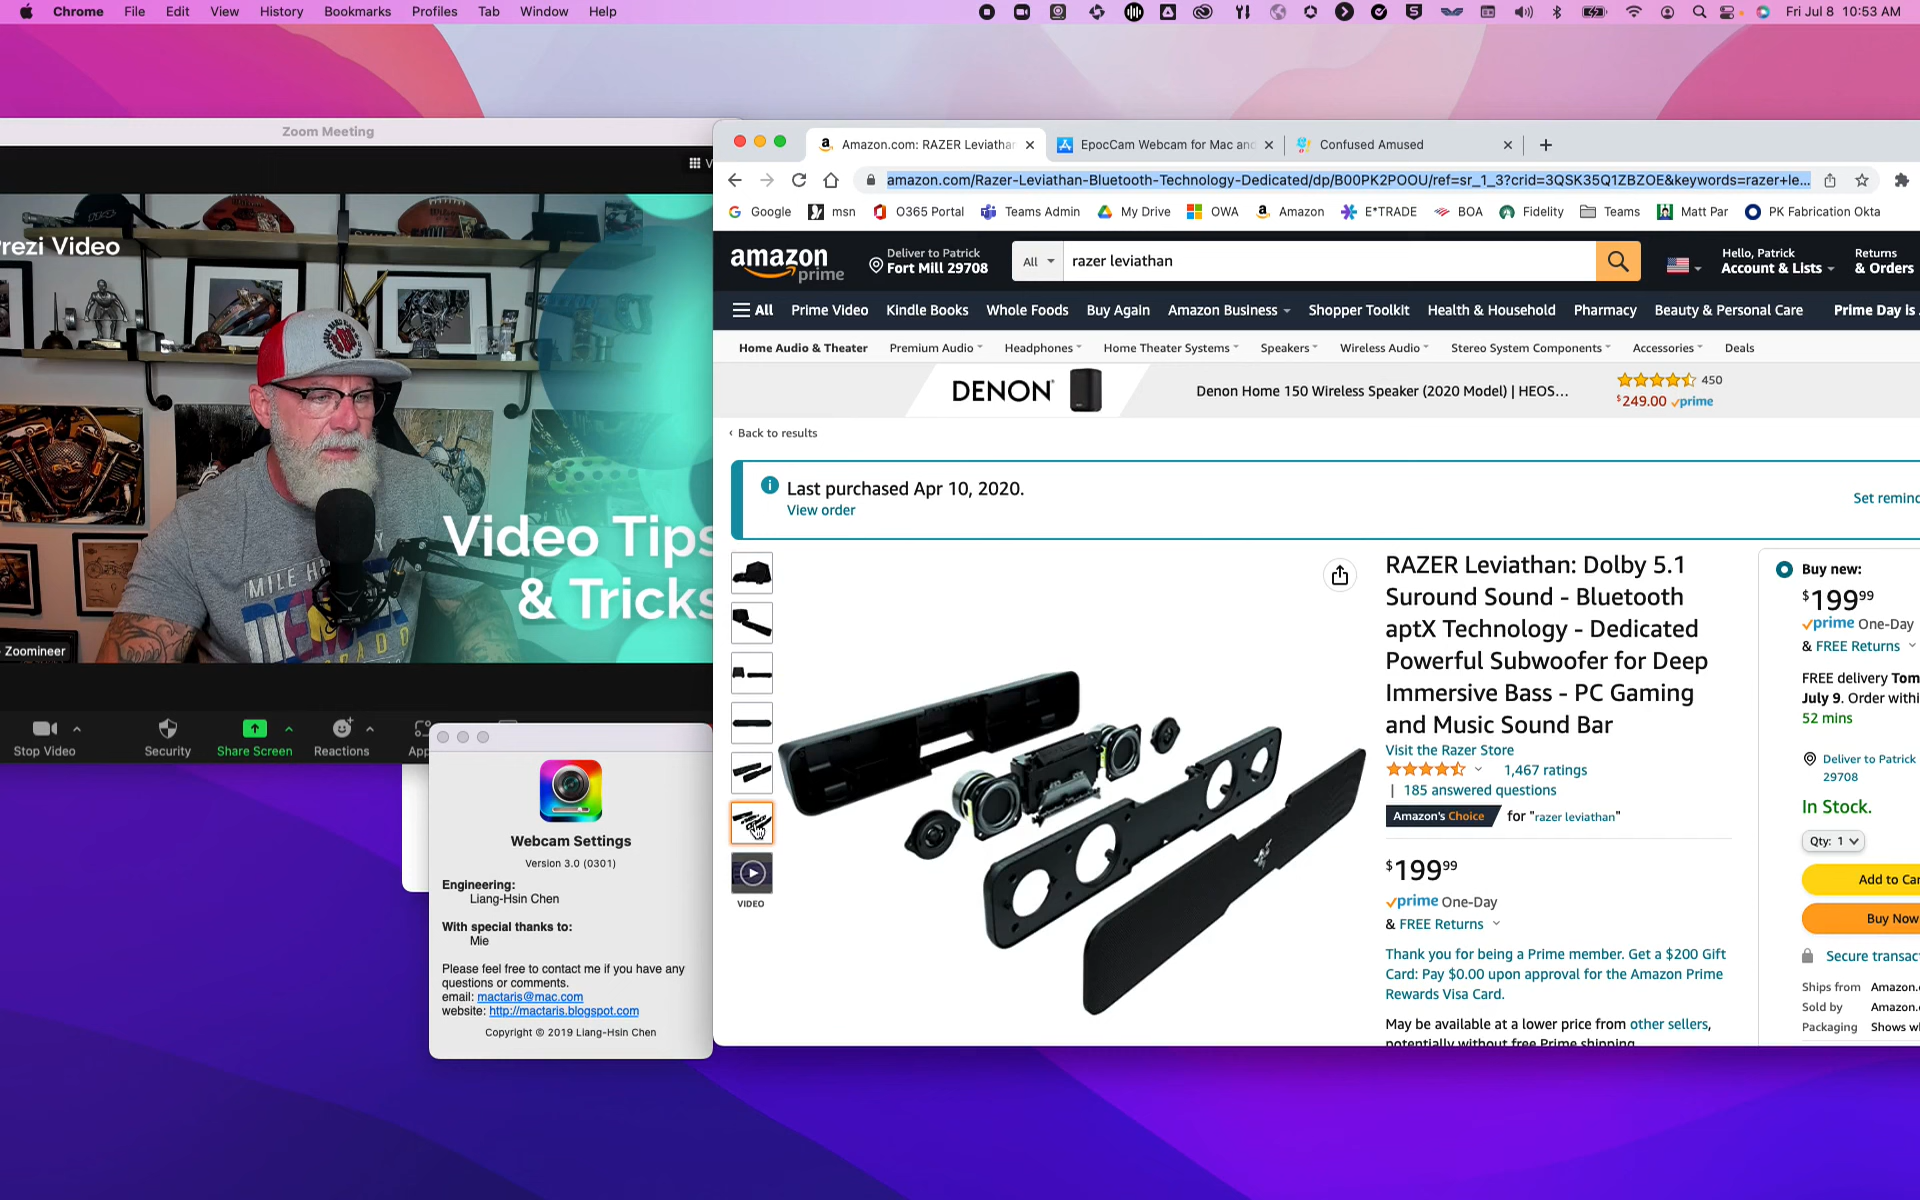 Chrome File Edit View History Bookmarks Profiles Tab Window Help
Fri Jul 8 10:53 AM
Zoom Meeting
rezi Video
MILE HI
Video Tips
& Tricks
Zoomineer
Stop Video
Security
Share Screen
Reactions
App
Webcam Settings
Version 3.0 (0301)
Engineering:
Liang-Hsin Chen
With special thanks to:
Mie
Please feel free to contact me if you have any
questions or comments.
email: mactaris@mac.com
website: http://mactaris.blogspot.com
Copyright © 2019 Liang-Hsin Chen
Amazon.com: RAZER Leviathan
EpocCam Webcam for Mac and
Confused Amused
amazon.com/Razer-Leviathan-Bluetooth-Technology-Dedicated/dp/B00PK2POOU/ref=sr_1_3?crid=3QSK35Q1ZBZOE&keywords=razer+le...
Google msn O365 Portal Teams Admin My Drive OWA Amazon E*TRADE BOA Fidelity Teams Matt Par PK Fabrication Okta
amazon prime
Deliver to Patrick
Fort Mill 29708
All
razer leviathan
Hello, Patrick
Account & Lists
Returns
& Orders
All Prime Video Kindle Books Whole Foods Buy Again Amazon Business Shopper Toolkit Health & Household Pharmacy Beauty & Personal Care Prime Day is
Home Audio & Theater Premium Audio Headphones Home Theater Systems Speakers Wireless Audio Stereo System Components Accessories Deals
DENON
Denon Home 150 Wireless Speaker (2020 Model) | HEOS...
450
$249.00 prime
‹ Back to results
Last purchased Apr 10, 2020.
View order
Set remind
VIDEO
RAZER Leviathan: Dolby 5.1
Suround Sound - Bluetooth
aptX Technology - Dedicated
Powerful Subwoofer for Deep
Immersive Bass - PC Gaming
and Music Sound Bar
Visit the Razer Store
1,467 ratings
| 185 answered questions
Amazon's Choice for "razer leviathan"
$199.99
prime One-Day
& FREE Returns
Thank you for being a Prime member. Get a $200 Gift
Card: Pay $0.00 upon approval for the Amazon Prime
Rewards Visa Card.
May be available at a lower price from other sellers,
potentially without free Prime shipping.
Buy new:
$199.99
prime One-Day
& FREE Returns
FREE delivery Tom
July 9. Order within
52 mins
Deliver to Patrick
29708
In Stock.
Qty: 1
Add to Car
Buy Now
Secure transac
Ships from Amazon.
Sold by Amazon.
Packaging Shows wh